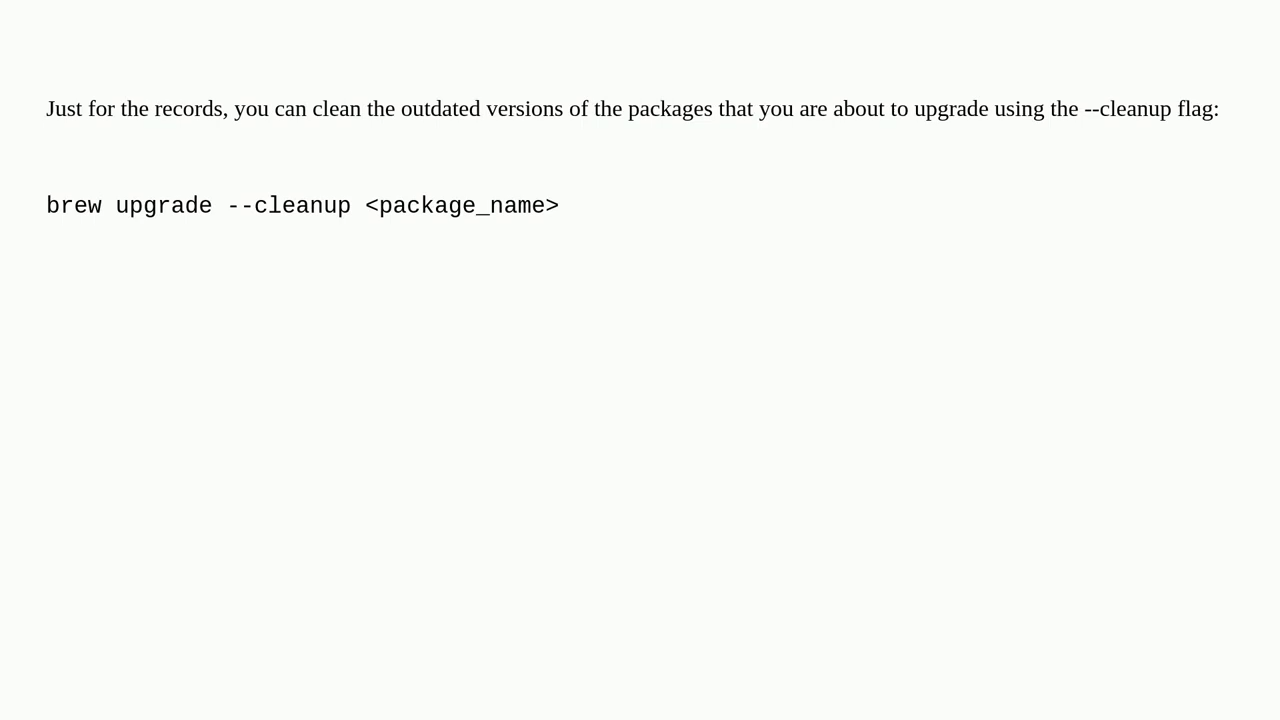 Just for the records, you can clean the outdated versions of the packages that you are about to upgrade using the --cleanup flag:
brew upgrade --cleanup <package_name>